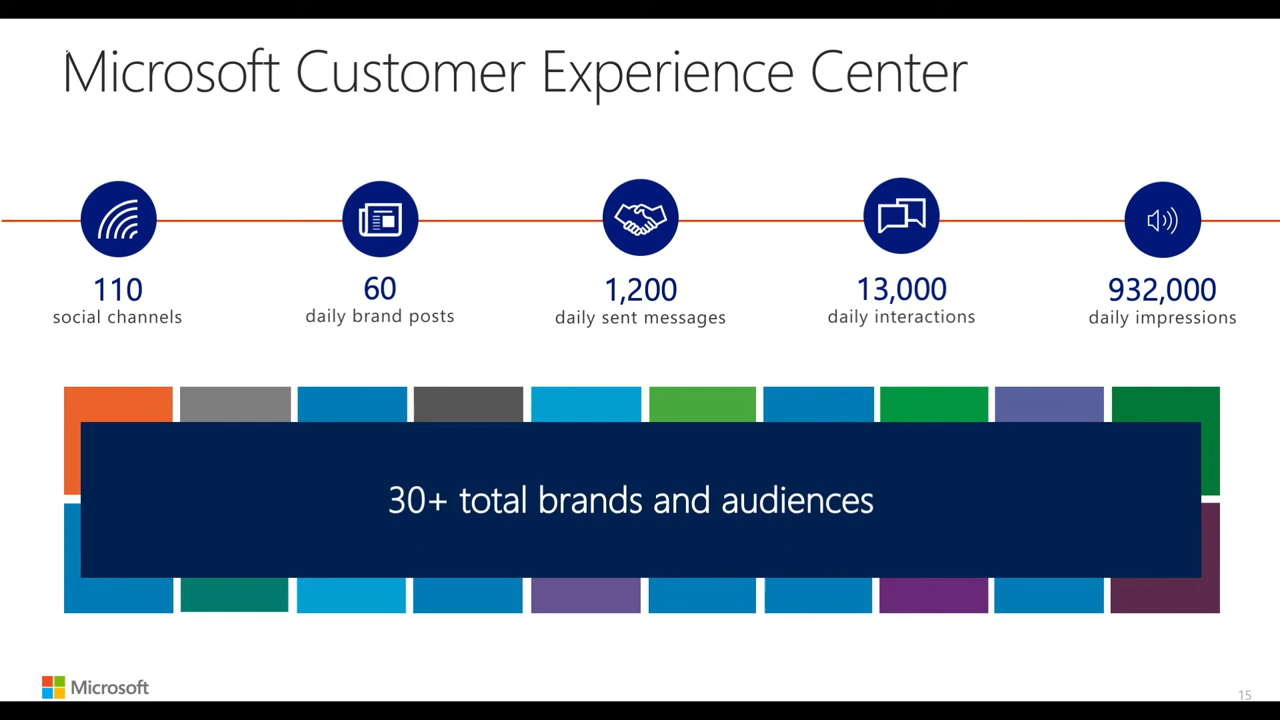 Microsoft Customer Experience Center
110
social channels
60
daily brand posts
1,200
daily sent messages
13,000
daily interactions
932,000
daily impressions
30+ total brands and audiences
Microsoft
15